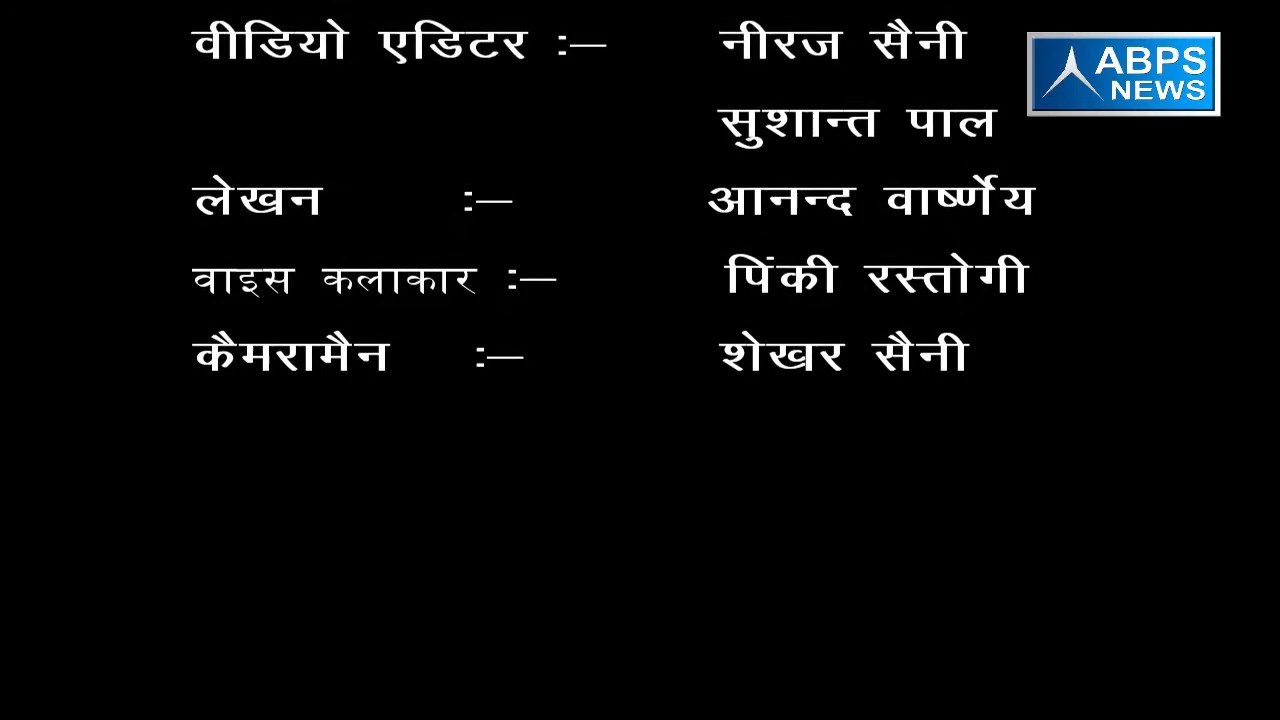 वीडियो एडिटर :— नीरज सैनी
ABPS
NEWS
सुशान्त पाल
लेखन :— आनन्द वार्ष्णेय
वाइस कलाकार :— पिंकी रस्तोगी
कैमरामैन :— शेखर सैनी